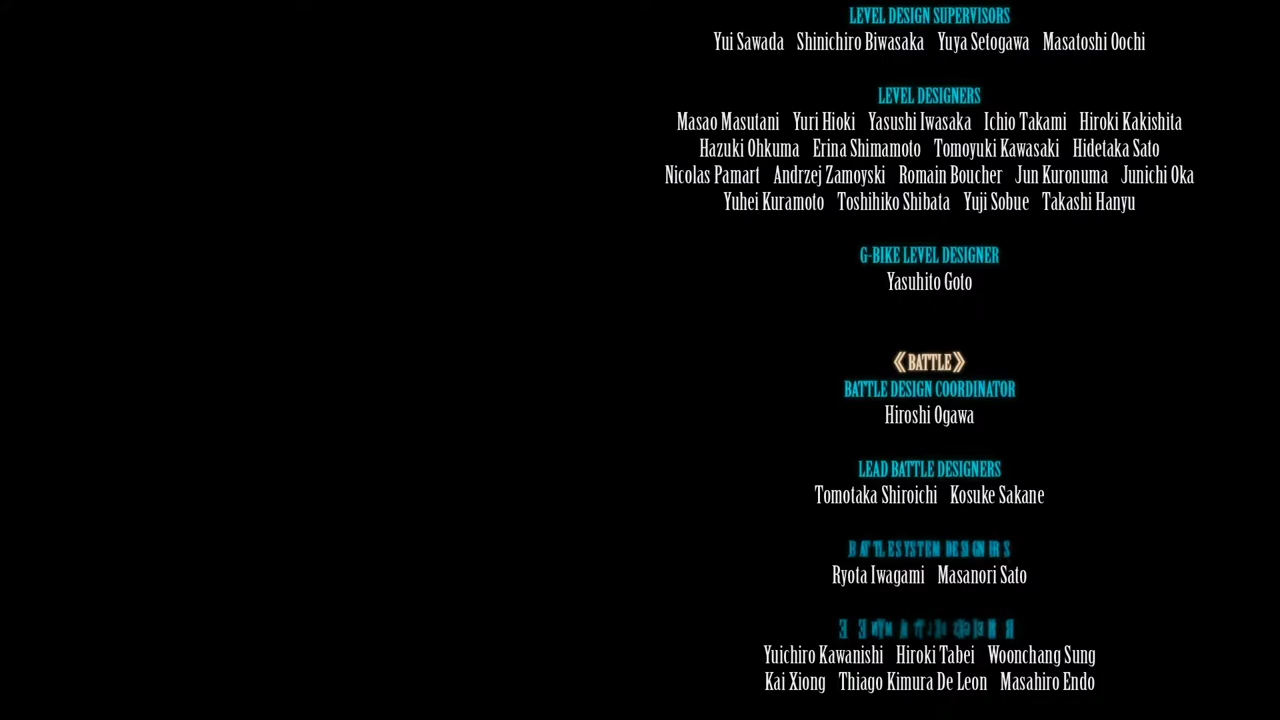 LEVEL DESIGN SUPERVISORS
Yui Sawada Shinichiro Biwasaka Yuya Setogawa Masatoshi Oochi
LEVEL DESIGNERS
Masao Masutani Yuri Hioki Yasushi Iwasaka Ichio Takami Hiroki Kakishita
Hazuki Ohkuma Erina Shimamoto Tomoyuki Kawasaki Hidetaka Sato
Nicolas Pamart Andrzej Zamoyski Romain Boucher Jun Kuronuma Junichi Oka
Yuhei Kuramoto Toshihiko Shibata Yuji Sobue Takashi Hanyu
G-BIKE LEVEL DESIGNER
Yasuhito Goto
《BATTLE》
BATTLE DESIGN COORDINATOR
Hiroshi Ogawa
LEAD BATTLE DESIGNERS
Tomotaka Shiroichi Kosuke Sakane
BATTLE SYSTEM DESIGNERS
Ryota Iwagami Masanori Sato
Yuichiro Kawanishi Hiroki Tabei Woonchang Sung
Kai Xiong Thiago Kimura De Leon Masahiro Endo